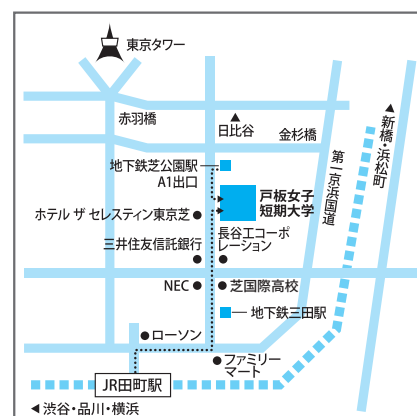 東京タワー
赤羽橋
▲
日比谷
金杉橋
▲新橋・浜松町
第一京浜国道
地下鉄芝公園駅
A1出口
戸板女子
短期大学
ホテル ザ セレスティン東京芝
長谷工コーポ
レーション
三井住友信託銀行
NEC
芝国際高校
地下鉄三田駅
ローソン
ファミリー
マート
JR田町駅
◀渋谷・品川・横浜